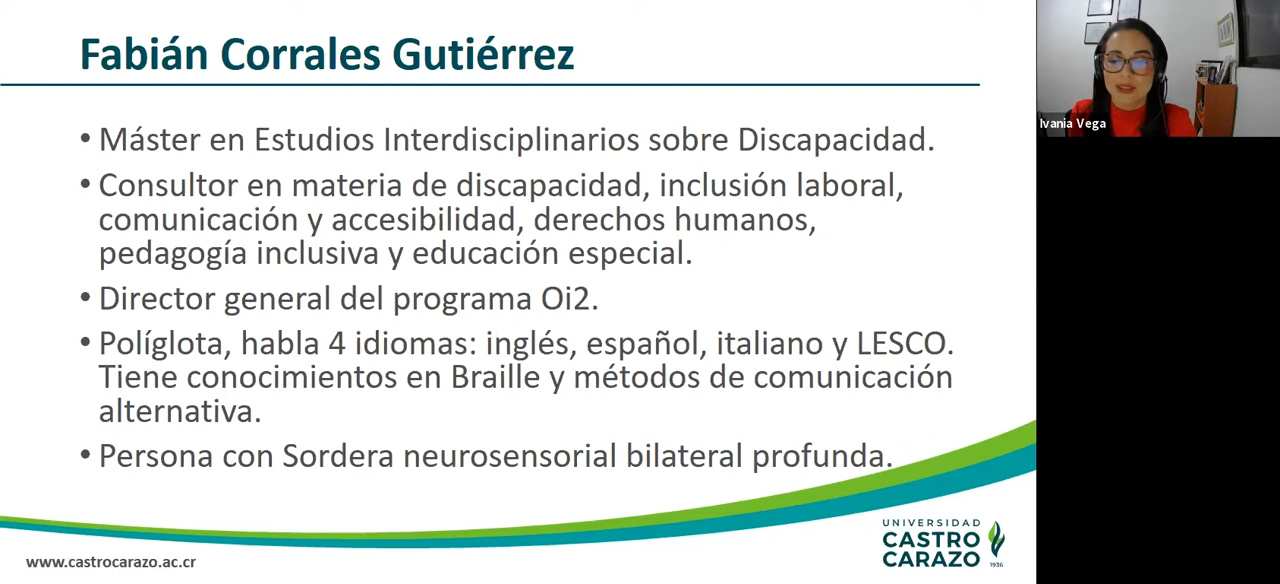 Fabián Corrales Gutiérrez
• Máster en Estudios Interdisciplinarios sobre Discapacidad.
• Consultor en materia de discapacidad, inclusión laboral,
comunicación y accesibilidad, derechos humanos,
pedagogía inclusiva y educación especial.
• Director general del programa Oi2.
• Políglota, habla 4 idiomas: inglés, español, italiano y LESCO.
Tiene conocimientos en Braille y métodos de comunicación
alternativa.
• Persona con Sordera neurosensorial bilateral profunda.
www.castrocarazo.ac.cr
UNIVERSIDAD
CASTRO
CARAZO
1936
Ivania Vega